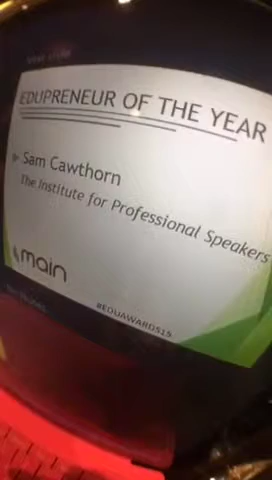 EDUPRENEUR OF THE YEAR
Sam Cawthorn
The Institute for Professional Speakers
main
#EDUAWARDS15